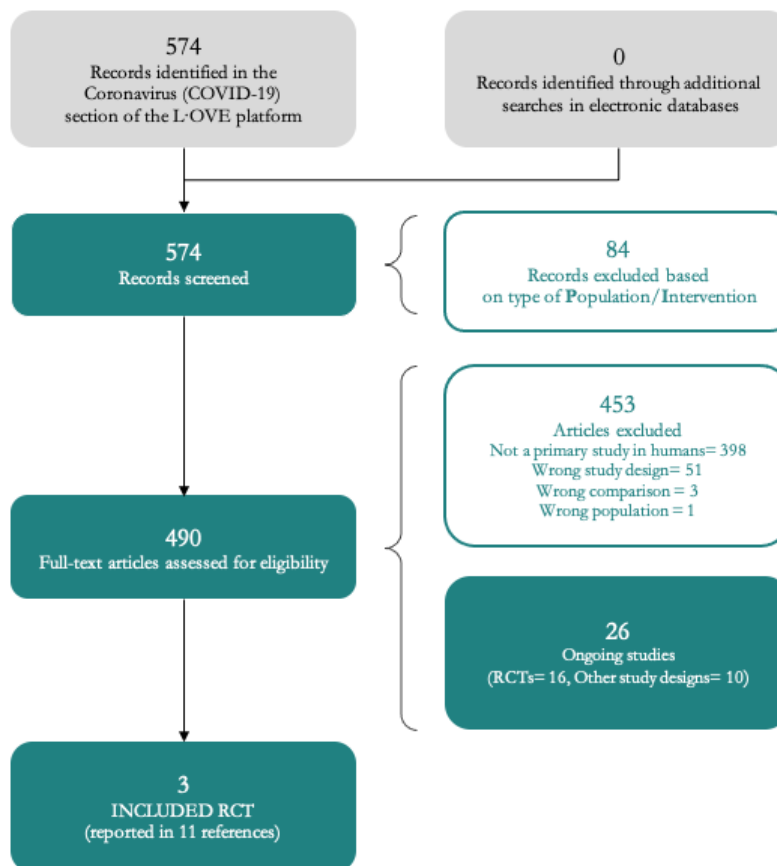 574
Records identified in the
Coronavirus (COVID-19)
section of the L·OVE platform
0
Records identified through additional
searches in electronic databases
574
Records screened
84
Records excluded based
on type of Population/Intervention
453
Articles excluded
Not a primary study in humans= 398
Wrong study design= 51
Wrong comparison = 3
Wrong population = 1
490
Full-text articles assessed for eligibility
26
Ongoing studies
(RCTs= 16, Other study designs= 10)
3
INCLUDED RCT
(reported in 11 references)